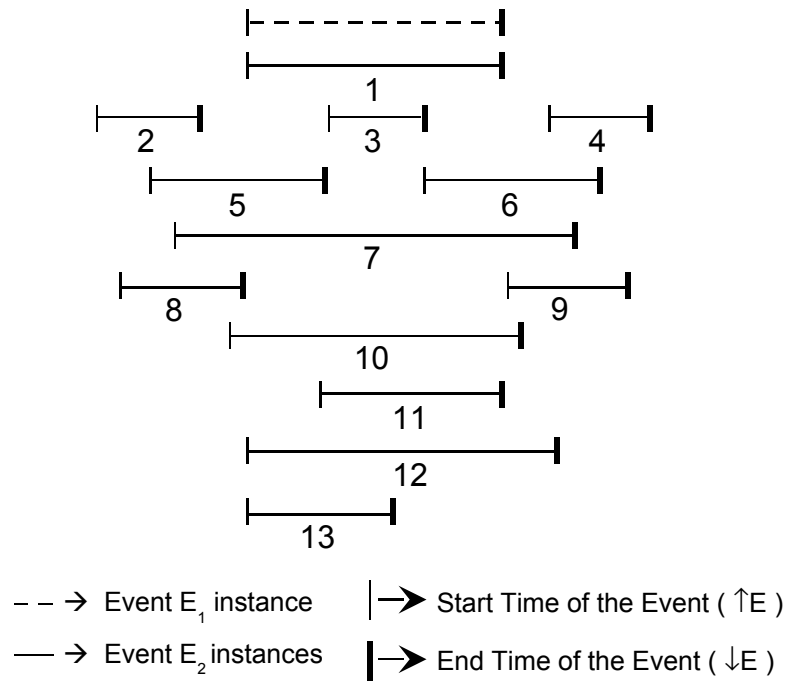 1
2 3 4
5 6
7
8 9
10
11
12
13
→ Event E₁ instance → Start Time of the Event ( ↑E )
→ Event E₂ instances → End Time of the Event ( ↓E )